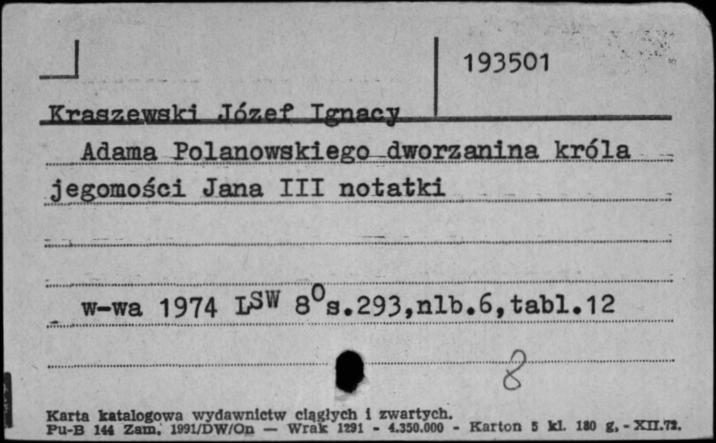 193501
Kraszewski Józef Ignacy
Adama Polanowskiego dworzanina króla
jegomości Jana III notatki
w-wa 1974 LSW 8⁰s.293,nlb.6,tabl.12
8
Karta katalogowa wydawnictw ciągłych i zwartych.
Pu-B 144 Zam. 1991/DW/On — Wrak 1291 - 4.350.000 - Karton 5 kl. 180 g. - XII.72.